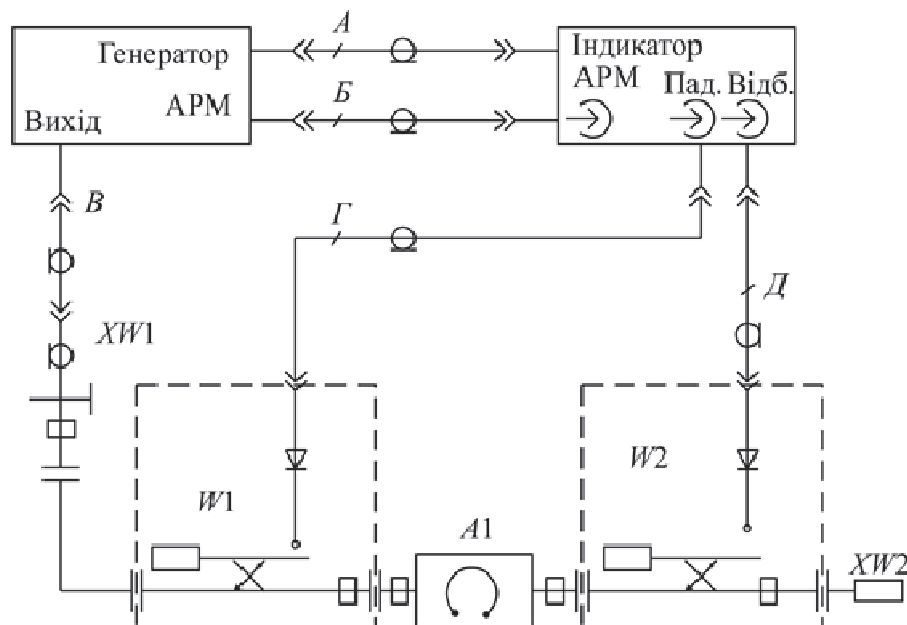 А
Генератор
АРМ
Вихід
Б
Індикатор
АРМ
Пад. Відб.
В
Г
Д
XW1
W1
A1
W2
XW2